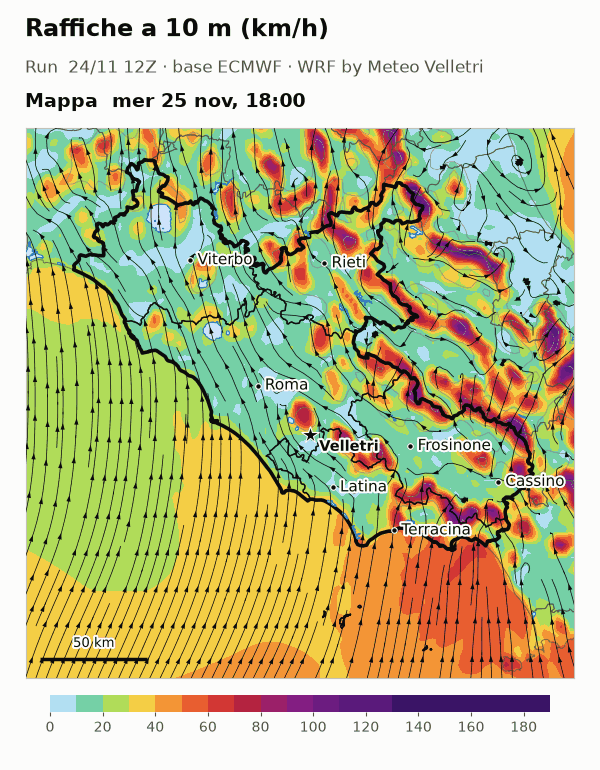 Raffiche a 10 m (km/h)
Run 24/11 12Z · base ECMWF · WRF by Meteo Velletri
Mappa mer 25 nov, 18:00
Viterbo
Rieti
Roma
Velletri
Frosinone
Cassino
Latina
Terracina
50 km
0 20 40 60 80 100 120 140 160 180